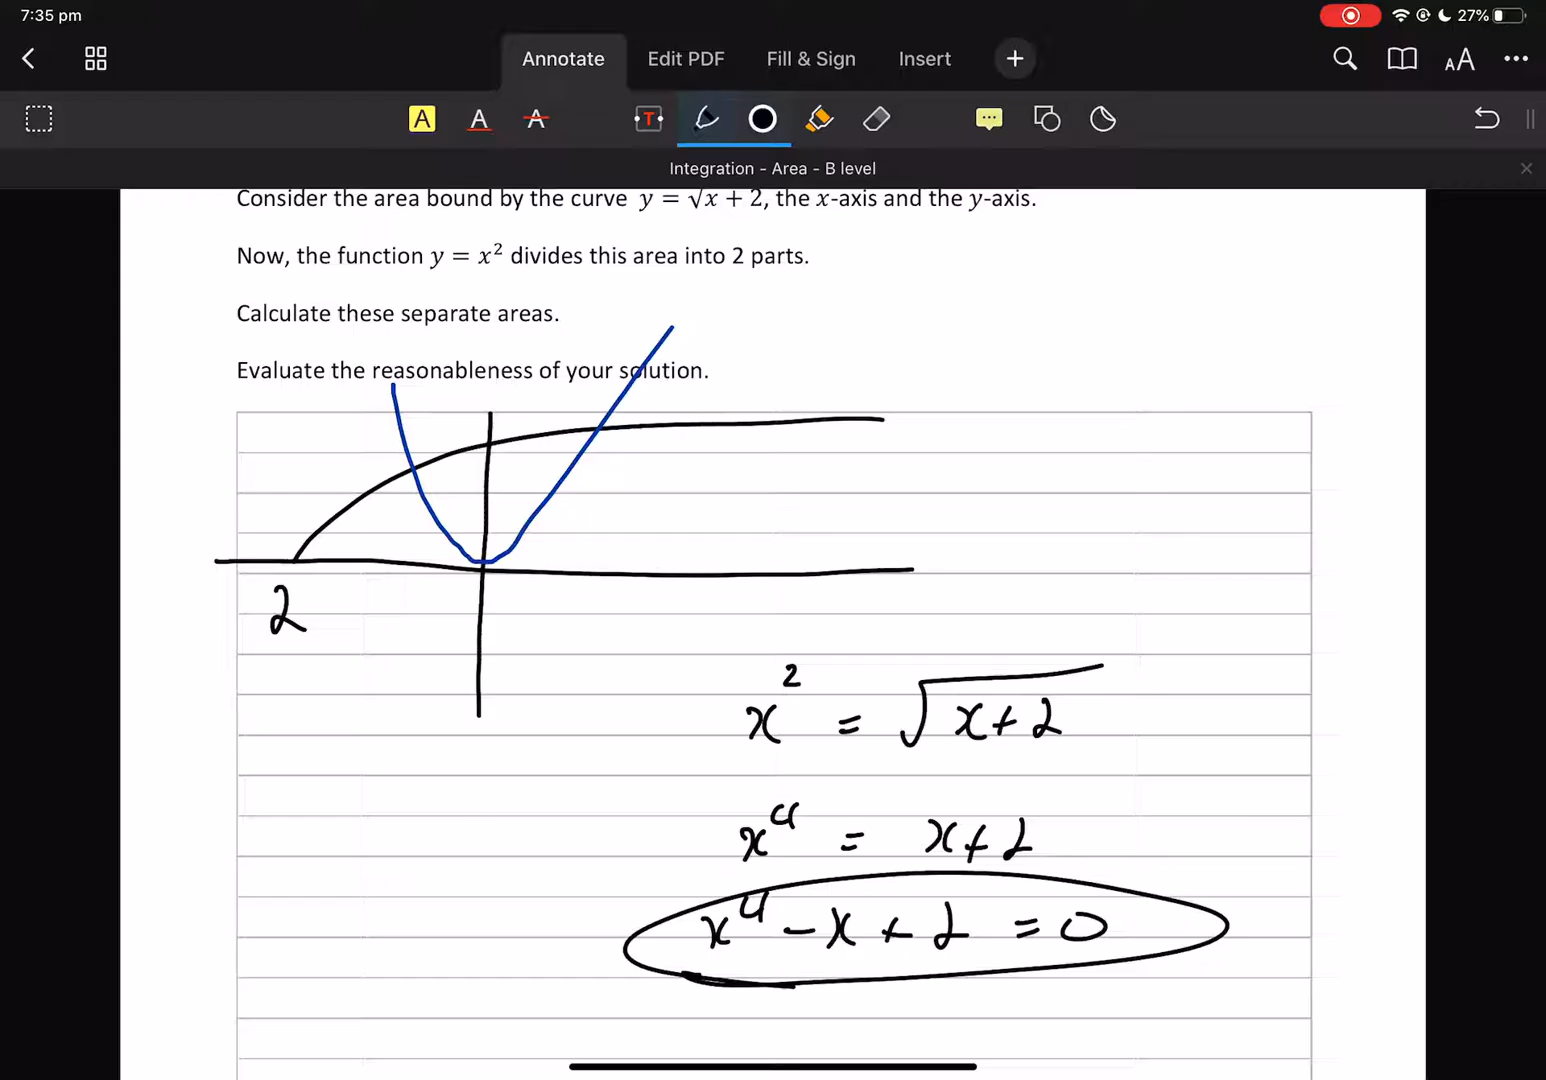 7:35 pm
27%
Annotate Edit PDF Fill & Sign Insert +
AA
A A A T
Integration - Area - B level
Consider the area bound by the curve y = √x + 2, the x-axis and the y-axis.
Now, the function y = x² divides this area into 2 parts.
Calculate these separate areas.
Evaluate the reasonableness of your solution.
2
x² = √x+2
x⁴ = x+2
x⁴ - x + 2 = 0